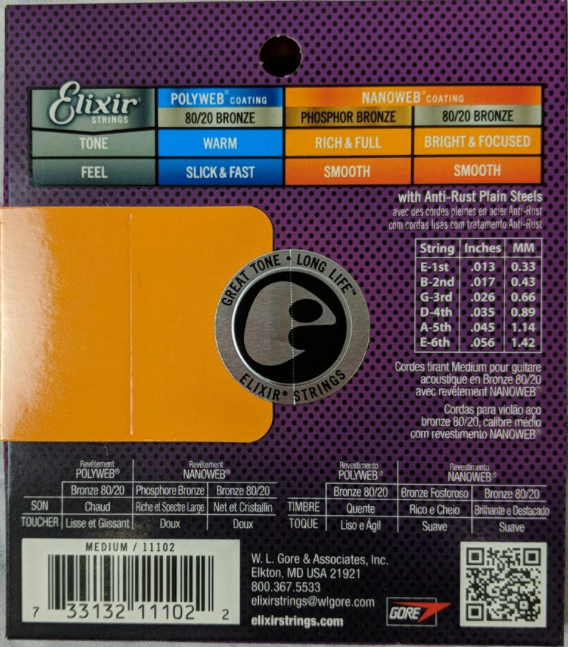 Elixir®
STRINGS
POLYWEB® COATING
NANOWEB® COATING
80/20 BRONZE
PHOSPHOR BRONZE
80/20 BRONZE
TONE
WARM
RICH & FULL
BRIGHT & FOCUSED
FEEL
SLICK & FAST
SMOOTH
SMOOTH
with Anti-Rust Plain Steels
avec des cordes pleines en acier Anti-Rust
com cordas lisas com tratamento Anti-Rust
String Inches MM
E-1st .013 0.33
B-2nd .017 0.43
G-3rd .026 0.66
D-4th .035 0.89
A-5th .045 1.14
E-6th .056 1.42
GREAT TONE • LONG LIFE™
ELIXIR® STRINGS
Cordes tirant Medium pour guitare
acoustique en Bronze 80/20
avec revêtement NANOWEB®
Cordas para violão aço
bronze 80/20, calibre médio
com revestimento NANOWEB®
Revêtement
POLYWEB®
Revêtement
NANOWEB®
Bronze 80/20 Phosphore Bronze Bronze 80/20
SON Chaud Riche et Spectre Large Net et Cristallin
TOUCHER Lisse et Glissant Doux Doux
Revestimento
POLYWEB®
Revestimento
NANOWEB®
Bronze 80/20 Bronze Fosforoso Bronze 80/20
TIMBRE Quente Rico e Cheio Brilhante e Destacado
TOQUE Liso e Ágil Suave Suave
MEDIUM / 11102
7 33132 11102 2
W. L. Gore & Associates, Inc.
Elkton, MD USA 21921
800.367.5533
elixirstrings@wlgore.com
elixirstrings.com
GORE